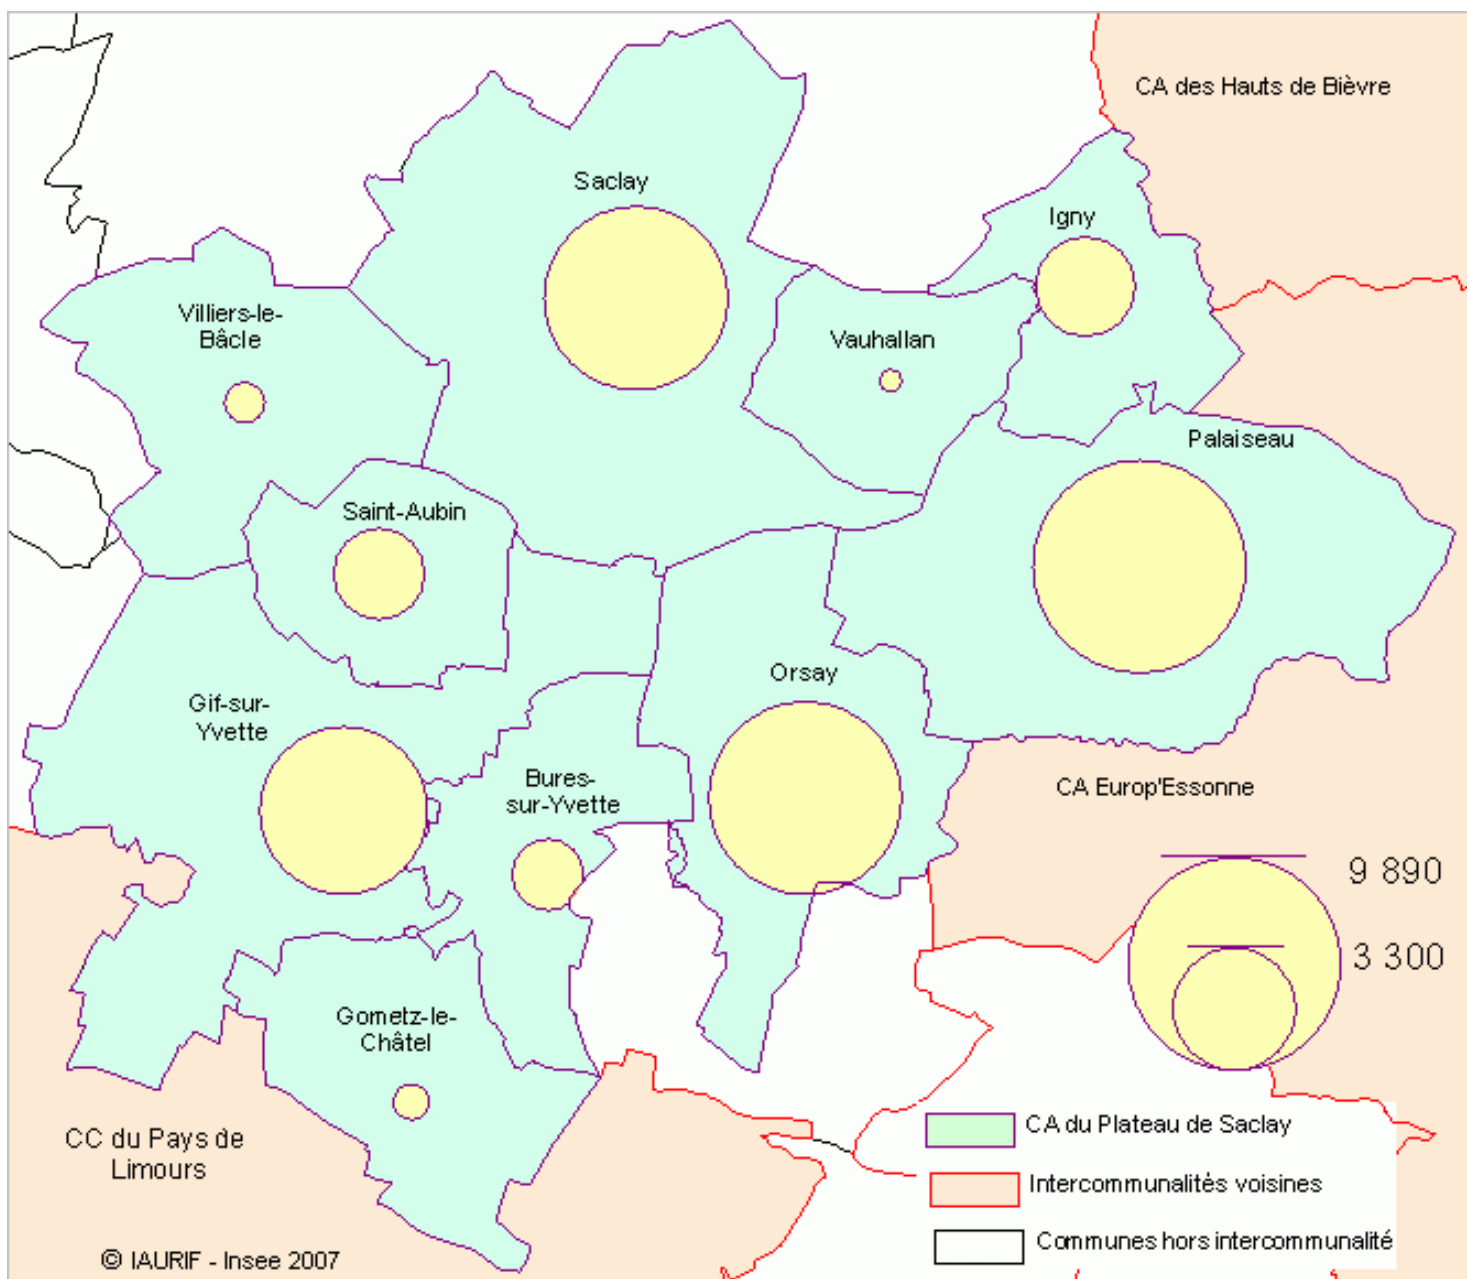 CA des Hauts de Bièvre
Saclay
Igny
Villiers-le-
Bâcle
Vauhallan
Palaiseau
Saint-Aubin
Orsay
Gif-sur-
Yvette
Bures-
sur-Yvette
CA Europ'Essonne
9 890
3 300
Gometz-le-
Châtel
CC du Pays de
Limours
CA du Plateau de Saclay
Intercommunalités voisines
Communes hors intercommunalité
© IAURIF - Insee 2007